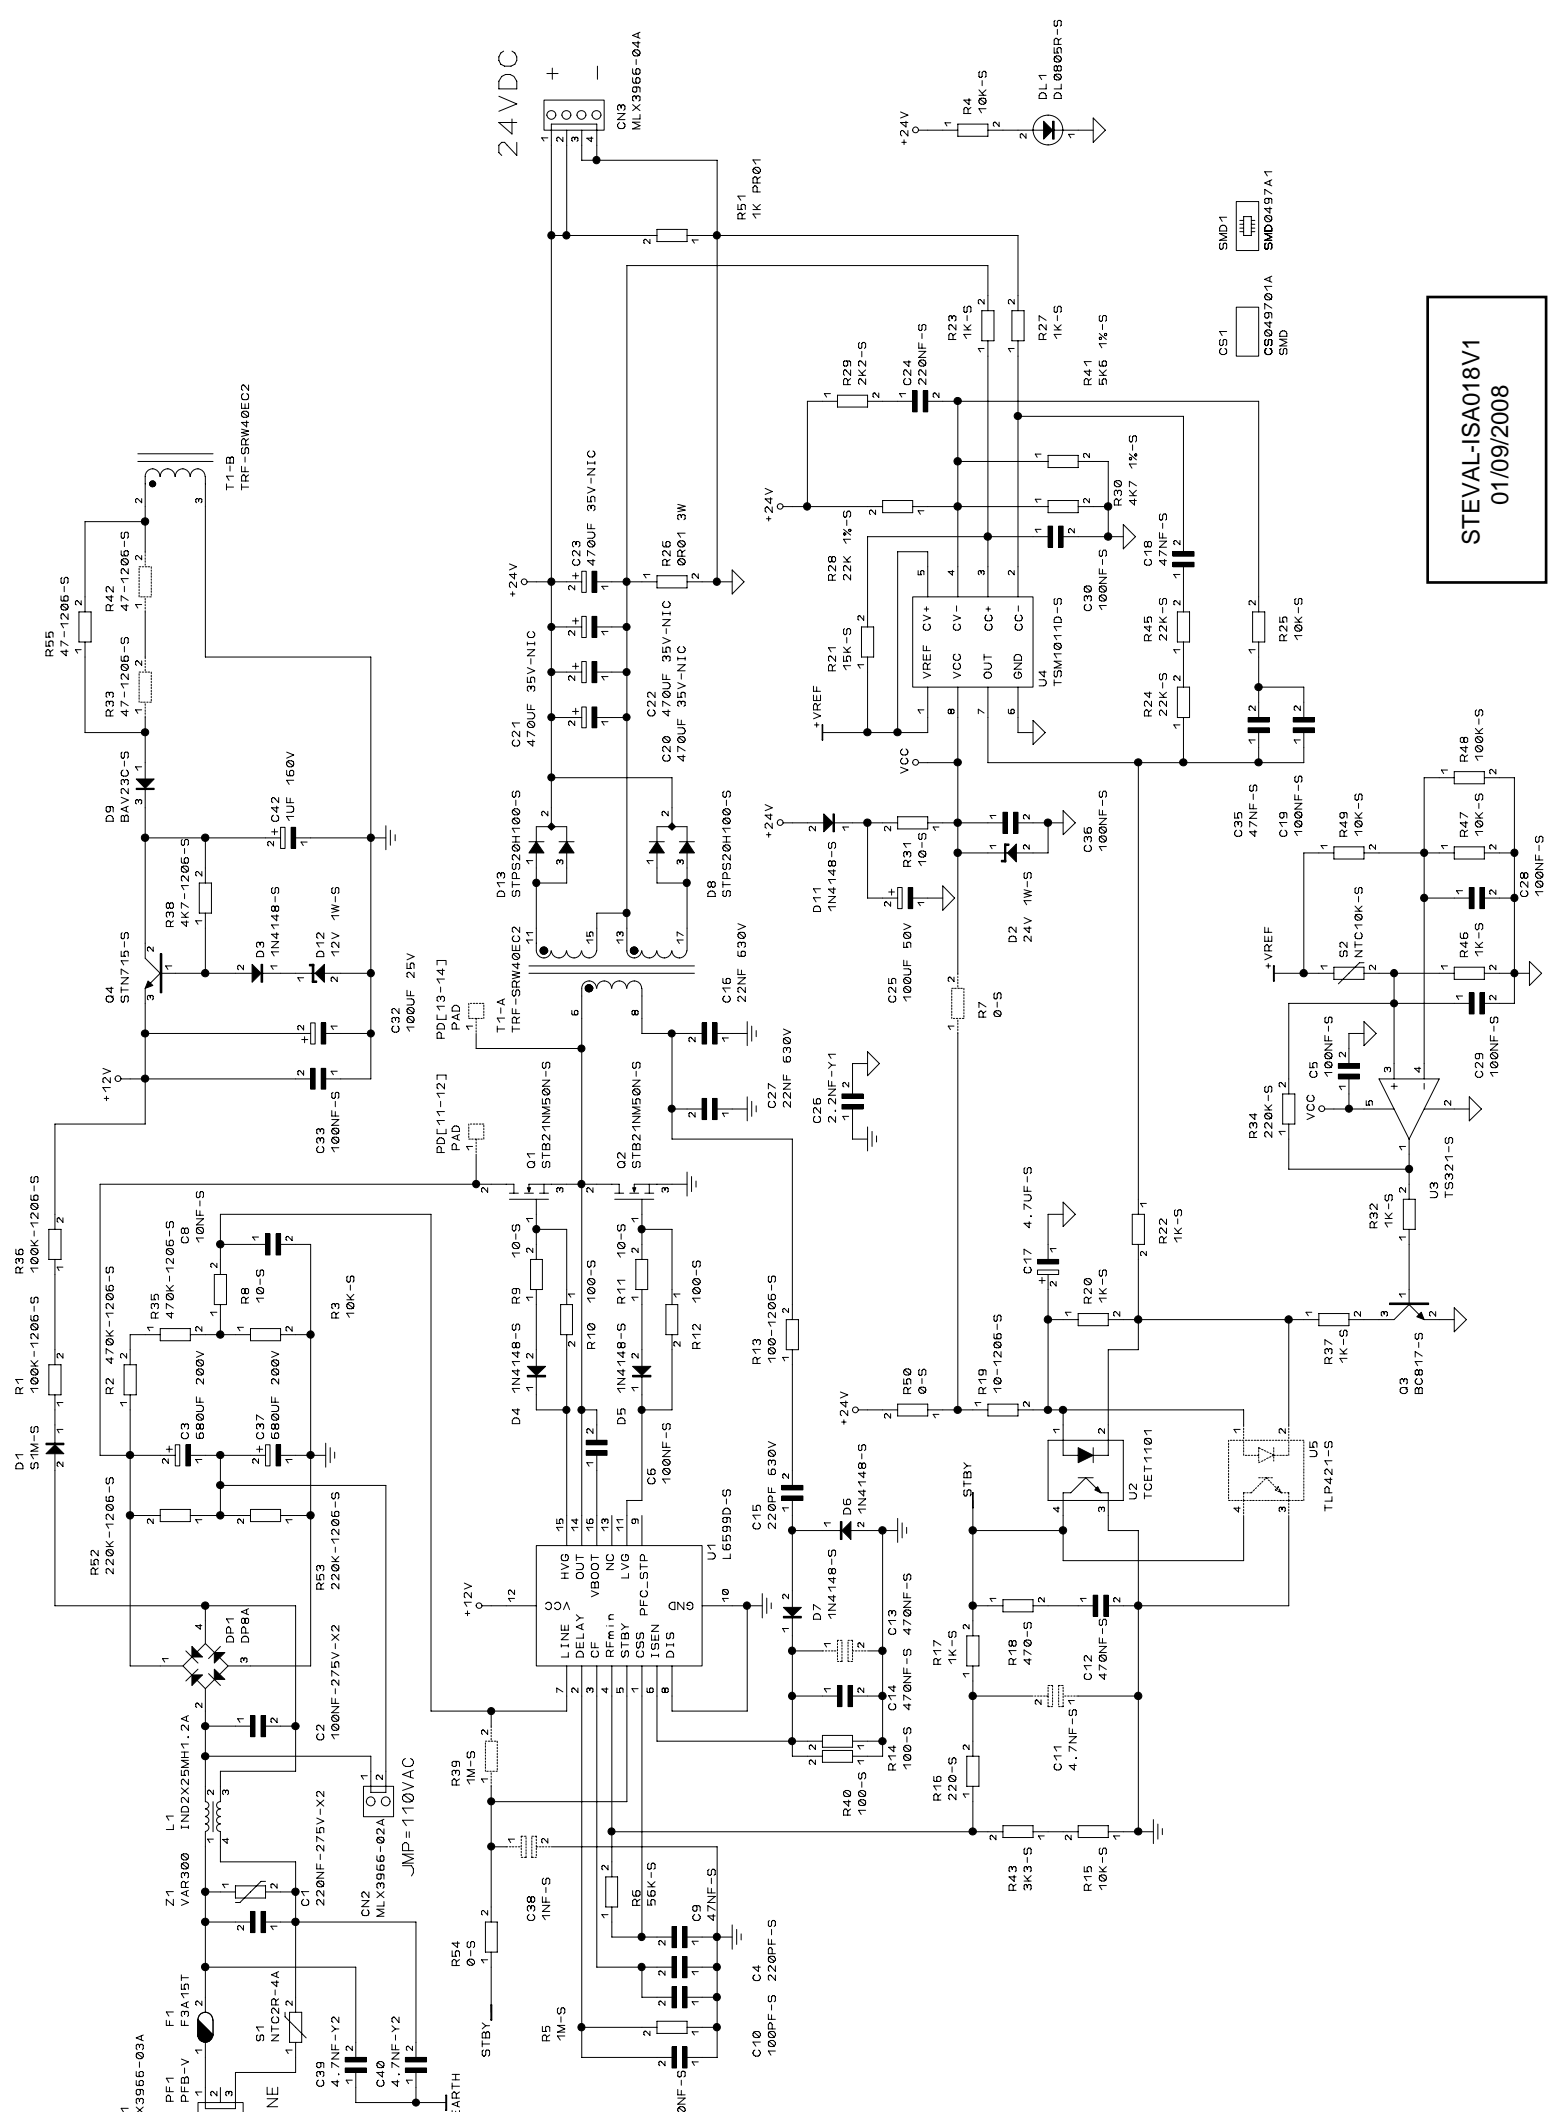 24VDC
+
−
CN3
MLX3966-04A
+24V
R4
10K-S
DL1
DL0805R-S
R51
1K PR01
SMD1
SMD0497A1
CS1
CS049701A
SMD
STEVAL-ISA018V1
01/09/2008
R55
47-1206-S
R42
47-1206-S
R33
47-1206-S
T1-B
TRF-SRW40EC2
D9
BAV23C-S
C42
1UF 160V
R38
4K7-1206-S
Q4
STN715-S
D3
1N4148-S
D12
12V 1W-S
C32
100UF 25V
+12V
C33
100NF-S
R36
100K-1206-S
R1
100K-1206-S
D1
S1M-S
R2
470K-1206-S
R35
470K-1206-S
C8
10NF-S
R8
10-S
R3
10K-S
C3
680UF 200V
C37
680UF 200V
R52
220K-1206-S
R53
220K-1206-S
DP1
DP8A
C2
100NF-275V-X2
L1
IND2X25MH1.2A
CN2
MLX3966-02A
JMP=110VAC
Z1
VAR300
C1
220NF-275V-X2
F1
F3A15T
PF1
PFB-V
X3966-03A
S1
NTC2R-4A
NE
C39
4.7NF-Y2
C40
4.7NF-Y2
EARTH
+24V
C23
470UF 35V-NIC
R26
0R01 3W
C21
470UF 35V-NIC
C22
470UF 35V-NIC
C20
470UF 35V-NIC
D13
STPS20H100-S
D8
STPS20H100-S
T1-A
TRF-SRW40EC2
PD[13-14]
PAD
PD[11-12]
PAD
C16
22NF 630V
C27
22NF 630V
C26
2.2NF-Y1
Q1
STB21NM50N-S
Q2
STB21NM50N-S
R9
10-S
R10
100-S
R11
10-S
R12
100-S
D4
1N4148-S
D5
1N4148-S
C6
100NF-S
R13
100-1206-S
C15
220PF 630V
D6
1N4148-S
D7
1N4148-S
C13
470NF-S
C14
470NF-S
R14
100-S
R40
100-S
U1
L6599D-S
+12V
HVG
OUT
VBOOT
NC
LVG
PFC_STP
VCC
GND
LINE
DELAY
CF
RFmin
STBY
CSS
ISEN
DIS
R39
1M-S
C38
1NF-S
R54
0-S
STBY
R6
56K-S
C9
47NF-S
C4
220PF-S
C10
100PF-S
R5
1M-S
0NF-S
R29
2K2-S
C24
220NF-S
R23
1K-S
R27
1K-S
R41
5K6 1%-S
R30
4K7 1%-S
+24V
R28
22K 1%-S
C30
100NF-S
R21
15K-S
+VREF
VREF
VCC
OUT
GND
CV+
CV-
CC+
CC-
U4
TSM1011D-S
C18
47NF-S
R45
22K-S
R24
22K-S
R25
10K-S
C35
47NF-S
C19
100NF-S
VCC
+24V
D11
1N4148-S
R31
10-S
C25
100UF 50V
D2
24V 1W-S
C36
100NF-S
R7
0-S
R48
100K-S
R47
10K-S
R49
10K-S
C28
100NF-S
+VREF
S2
NTC10K-S
R46
1K-S
C29
100NF-S
C5
100NF-S
R34
220K-S
VCC
U3
TS321-S
R32
1K-S
Q3
BC817-S
R37
1K-S
R22
1K-S
R20
1K-S
C17
4.7UF-S
+24V
R50
0-S
R19
10-1206-S
U2
TCET1101
U5
TLP421-S
STBY
R17
1K-S
R18
470-S
C12
470NF-S
C11
4.7NF-S
R16
220-S
R43
3K3-S
R15
10K-S